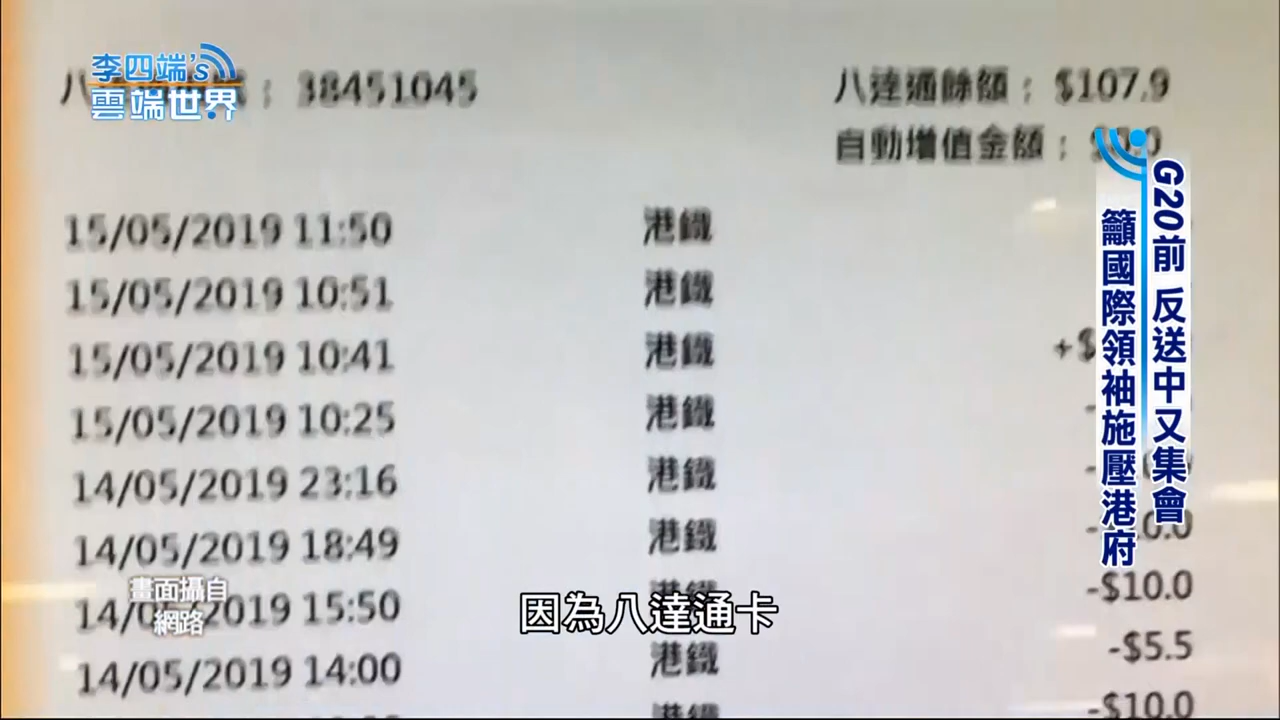 李四端's
雲端世界
38451045
八達通餘額： $107.9
自動增值金額：
15/05/2019 11:50 港鐵
15/05/2019 10:51 港鐵
15/05/2019 10:41 港鐵
15/05/2019 10:25 港鐵
14/05/2019 23:16 港鐵
14/05/2019 18:49 港鐵
14/05/2019 15:50 -$10.0
14/05/2019 14:00 港鐵 -$5.5
港鐵 -$10.0
G20前 反送中又集會
籲國際領袖施壓港府
畫面攝自
網路
因為八達通卡